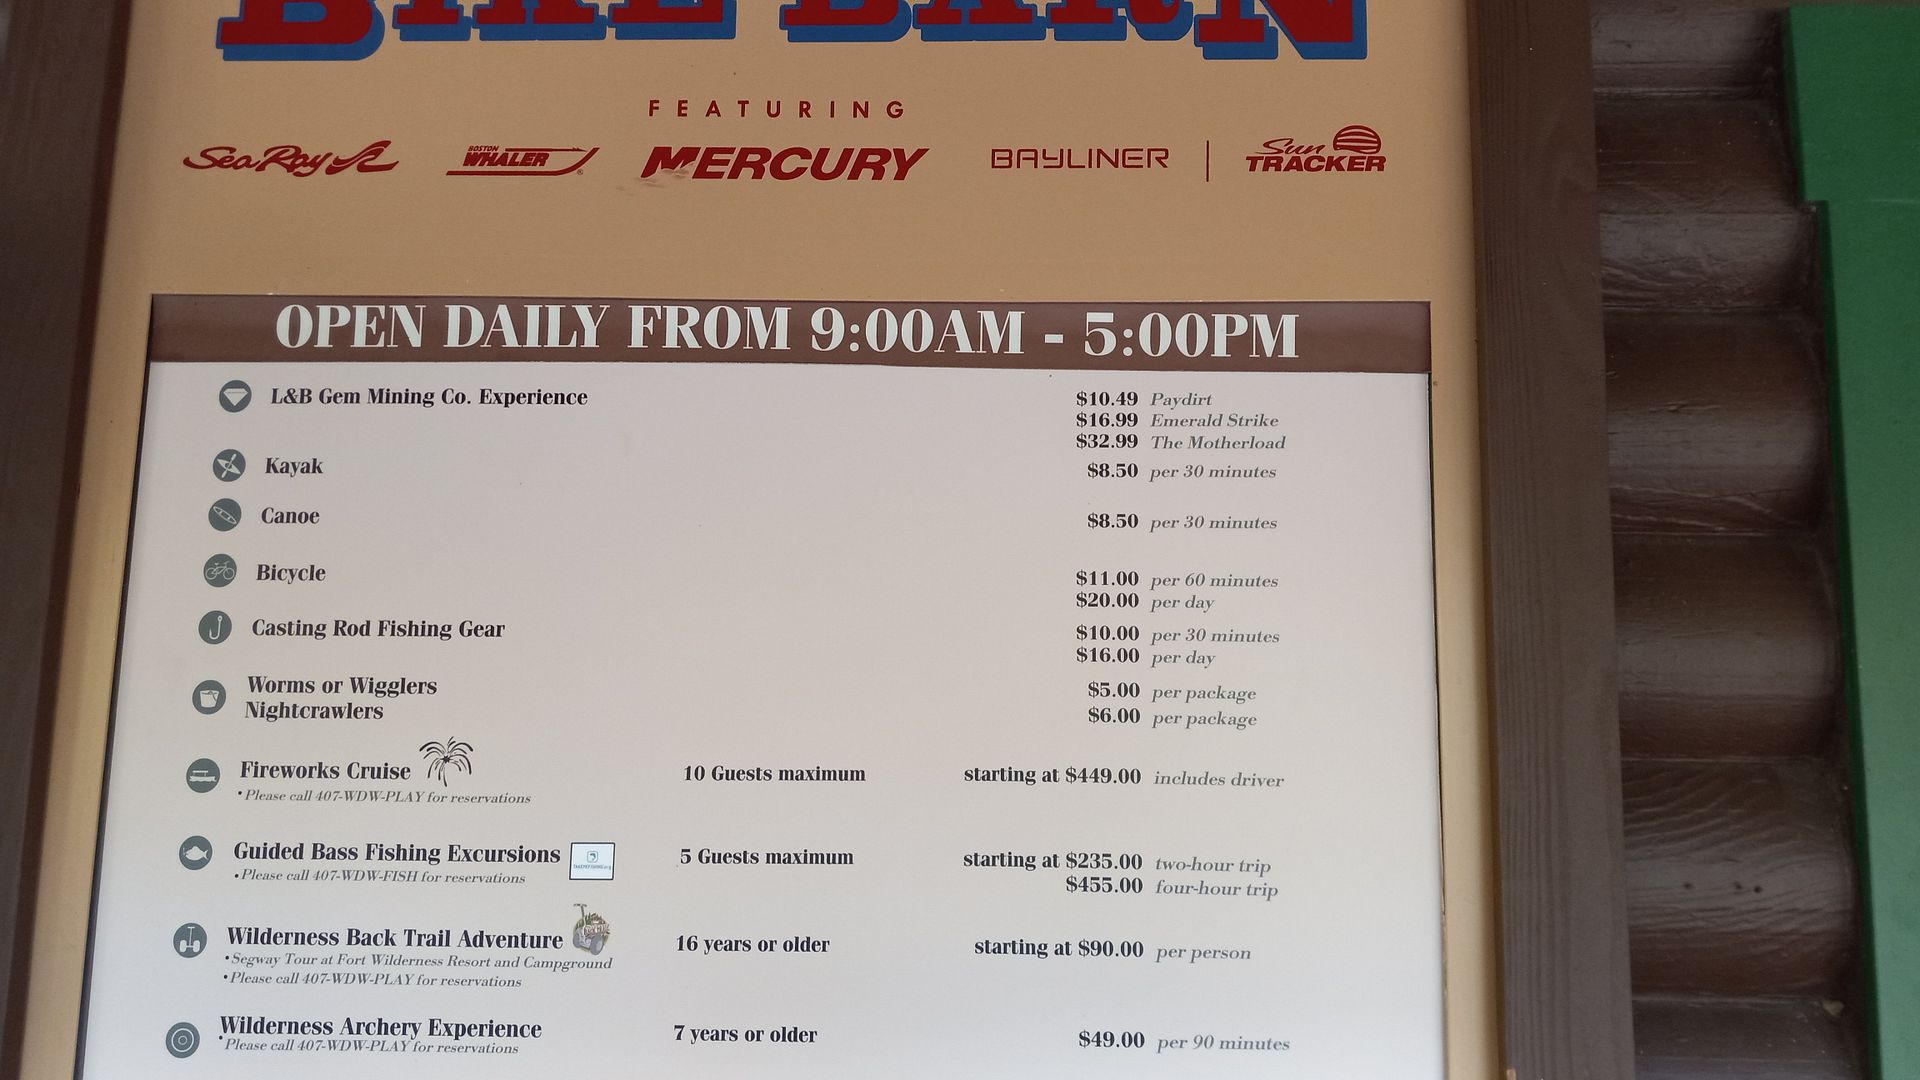 BIKE BARN
FEATURING
Sea Ray BOSTON WHALER MERCURY BAYLINER | Sun TRACKER
OPEN DAILY FROM 9:00AM - 5:00PM
L&B Gem Mining Co. Experience $10.49 Paydirt
$16.99 Emerald Strike
$32.99 The Motherload
Kayak $8.50 per 30 minutes
Canoe $8.50 per 30 minutes
Bicycle $11.00 per 60 minutes
$20.00 per day
Casting Rod Fishing Gear $10.00 per 30 minutes
$16.00 per day
Worms or Wigglers $5.00 per package
Nightcrawlers $6.00 per package
Fireworks Cruise 10 Guests maximum starting at $449.00 includes driver
•Please call 407-WDW-PLAY for reservations
Guided Bass Fishing Excursions 5 Guests maximum starting at $235.00 two-hour trip
•Please call 407-WDW-FISH for reservations $455.00 four-hour trip
Wilderness Back Trail Adventure 16 years or older starting at $90.00 per person
•Segway Tour at Fort Wilderness Resort and Campground
•Please call 407-WDW-PLAY for reservations
Wilderness Archery Experience 7 years or older $49.00 per 90 minutes
•Please call 407-WDW-PLAY for reservations